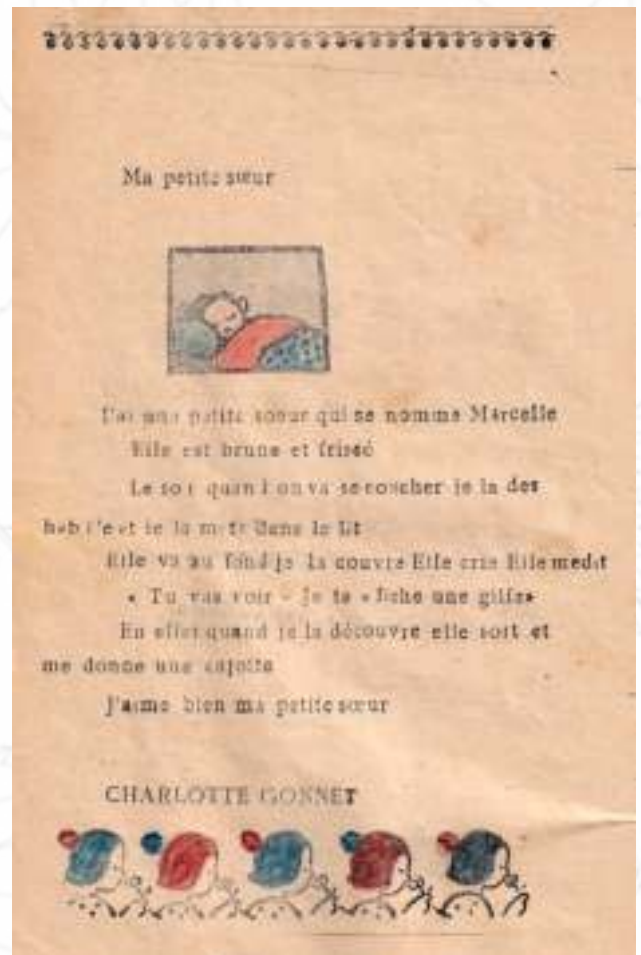 Ma petite sœur
J'ai une petite soeur qui se nomme Marcelle
Elle est brune et frisée
Le soir quand on va se coucher je la des
habille et je la mets dans le lit
Elle va au fond je la couvre Elle crie Elle me dit
« Tu vas voir - Je te « fiche une gifle»
En effet quand je la découvre elle sort et
me donne une
J'aime bien ma petite sœur
CHARLOTTE GONNET